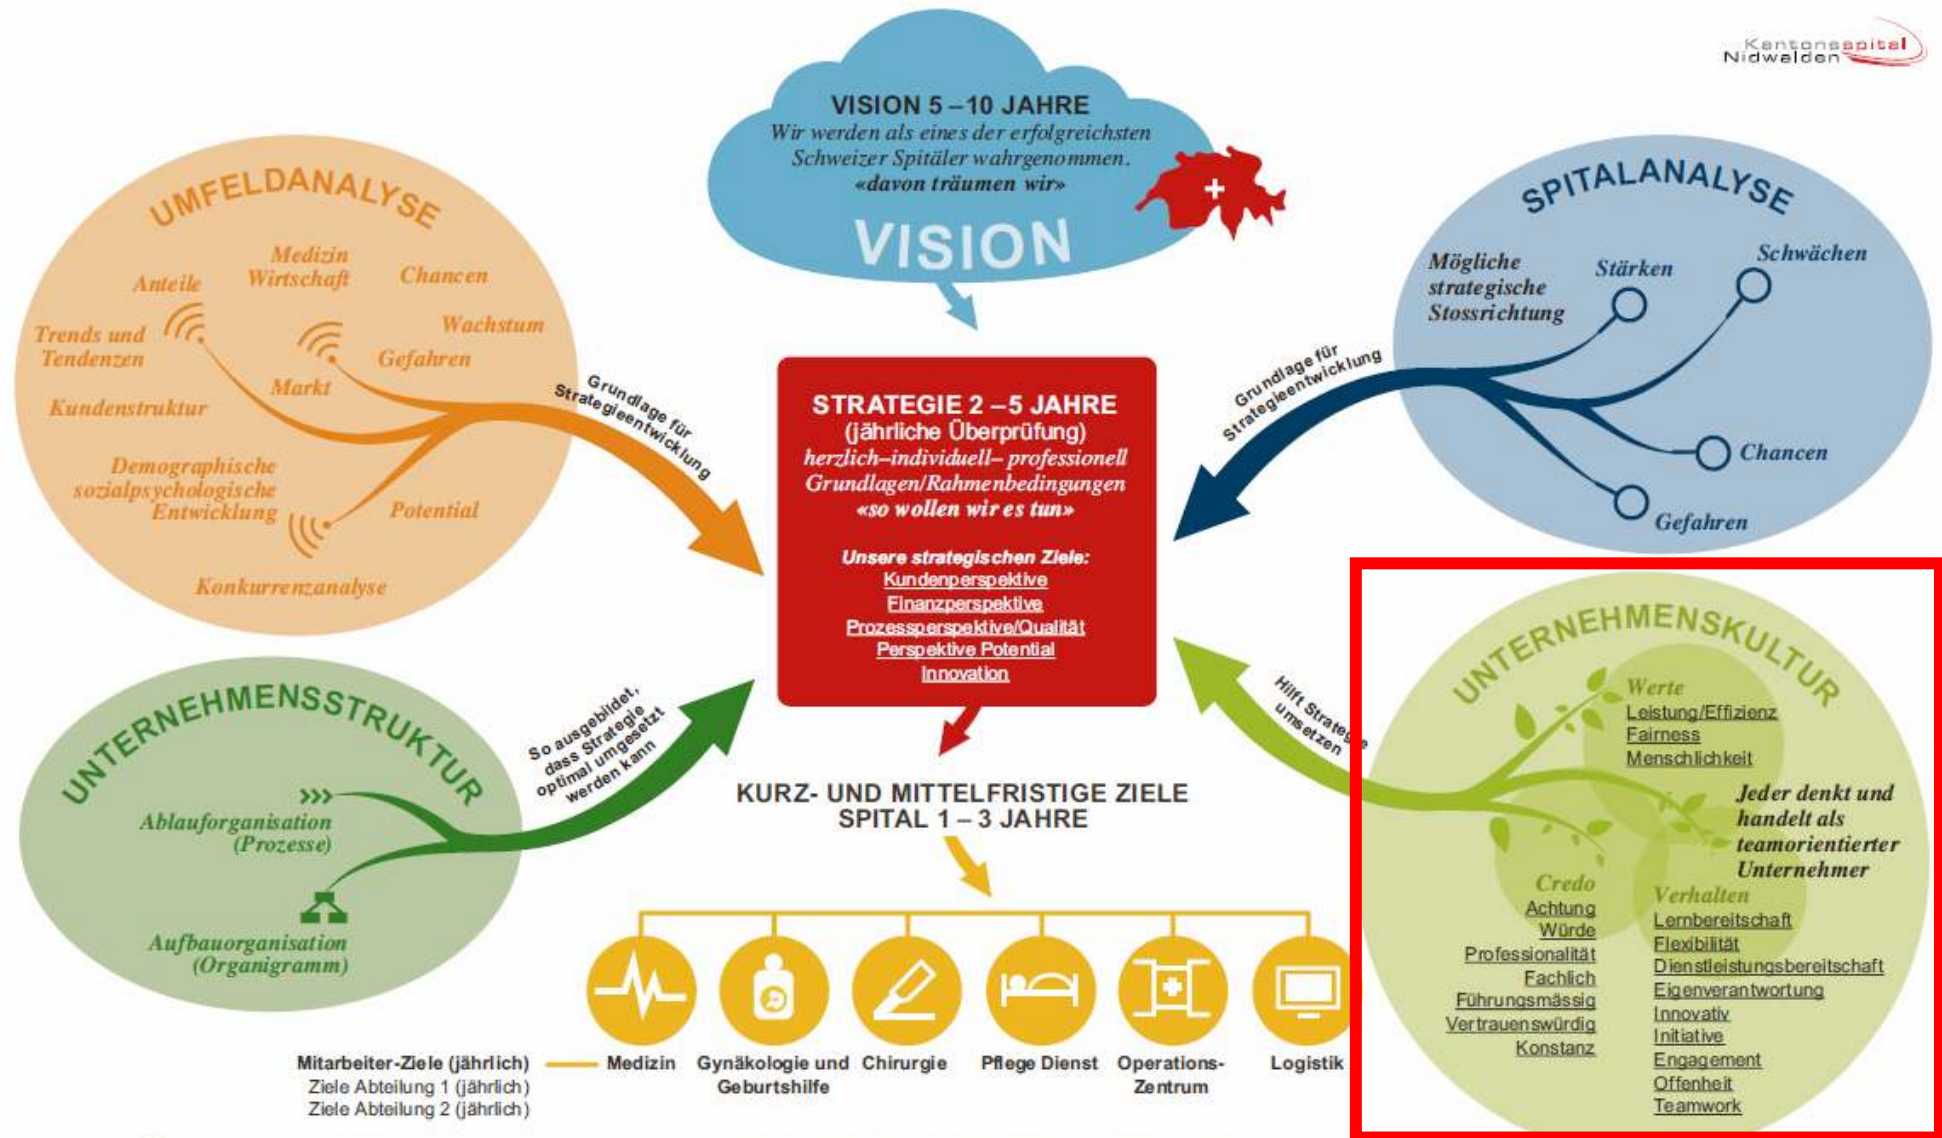 Kantonsspital
Nidwalden
VISION 5 – 10 JAHRE
Wir werden als eines der erfolgreichsten
Schweizer Spitäler wahrgenommen.
«davon träumen wir»
VISION
UMFELDANALYSE
Medizin
Wirtschaft
Anteile
Chancen
Trends und
Tendenzen
Wachstum
Gefahren
Markt
Kundenstruktur
Demographische
sozialpsychologische
Entwicklung
Potential
Konkurrenzanalyse
Grundlage für
Strategieentwicklung
SPITALANALYSE
Mögliche
strategische
Stossrichtung
Stärken
Schwächen
Chancen
Gefahren
Grundlage für
Strategieentwicklung
STRATEGIE 2 – 5 JAHRE
(jährliche Überprüfung)
herzlich–individuell– professionell
Grundlagen/Rahmenbedingungen
«so wollen wir es tun»
Unsere strategischen Ziele:
Kundenperspektive
Finanzperspektive
Prozessperspektive/Qualität
Perspektive Potential
Innovation
UNTERNEHMENSSTRUKTUR
Ablauforganisation
(Prozesse)
Aufbauorganisation
(Organigramm)
So ausgebildet,
dass Strategie
optimal umgesetzt
werden kann
UNTERNEHMENSKULTUR
Hilft Strategie
umsetzen
Werte
Leistung/Effizienz
Fairness
Menschlichkeit
Jeder denkt und
handelt als
teamorientierter
Unternehmer
Credo
Achtung
Würde
Professionalität
Fachlich
Führungsmässig
Vertrauenswürdig
Konstanz
Verhalten
Lernbereitschaft
Flexibilität
Dienstleistungsbereitschaft
Eigenverantwortung
Innovativ
Initiative
Engagement
Offenheit
Teamwork
KURZ- UND MITTELFRISTIGE ZIELE
SPITAL 1 – 3 JAHRE
Mitarbeiter-Ziele (jährlich)
Ziele Abteilung 1 (jährlich)
Ziele Abteilung 2 (jährlich)
Medizin
Gynäkologie und
Geburtshilfe
Chirurgie
Pflege Dienst
Operations-
Zentrum
Logistik